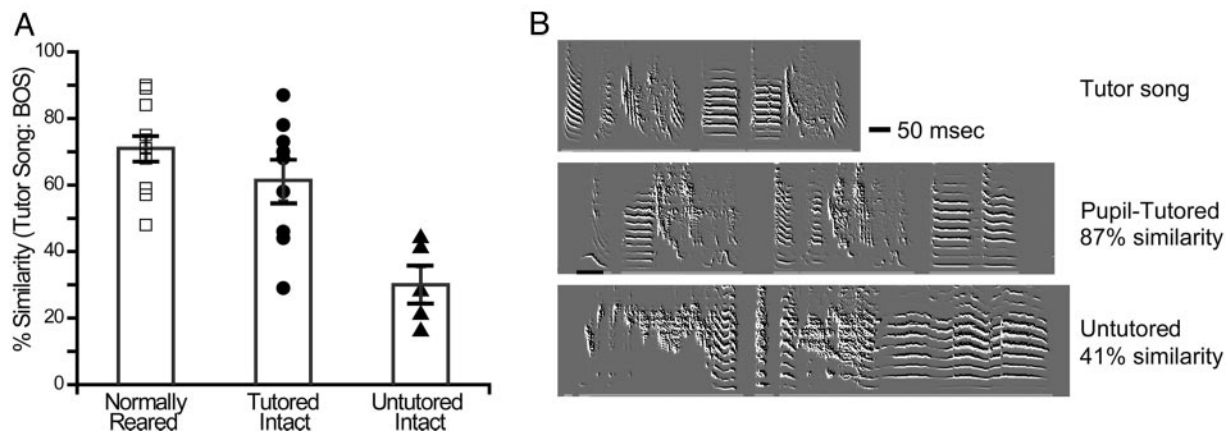 A
% Similarity (Tutor Song: BOS)
100
80
60
40
20
0
Normally
Reared
Tutored
Intact
Untutored
Intact
B
Tutor song
50 msec
Pupil-Tutored
87% similarity
Untutored
41% similarity